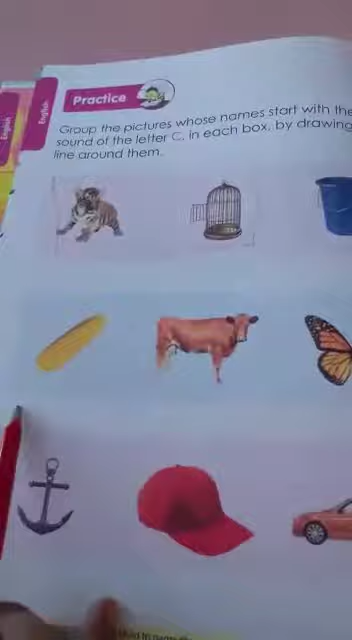 English
English
Practice
Group the pictures whose names start with the
sound of the letter C, in each box, by drawing
line around them.